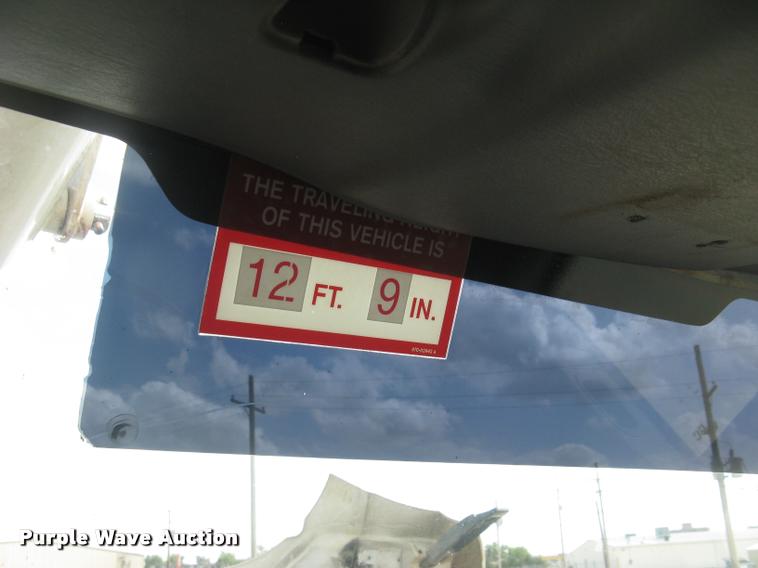 THE TRAVELING HEIGHT
OF THIS VEHICLE IS
12 FT. 9 IN.
Purple Wave Auction